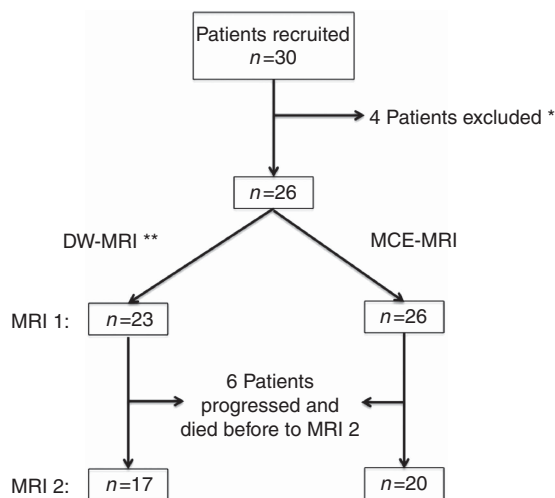 Patients recruited
n=30
4 Patients excluded *
n=26
DW-MRI **
MCE-MRI
MRI 1:
n=23
n=26
6 Patients
progressed and
died before to MRI 2
MRI 2:
n=17
n=20